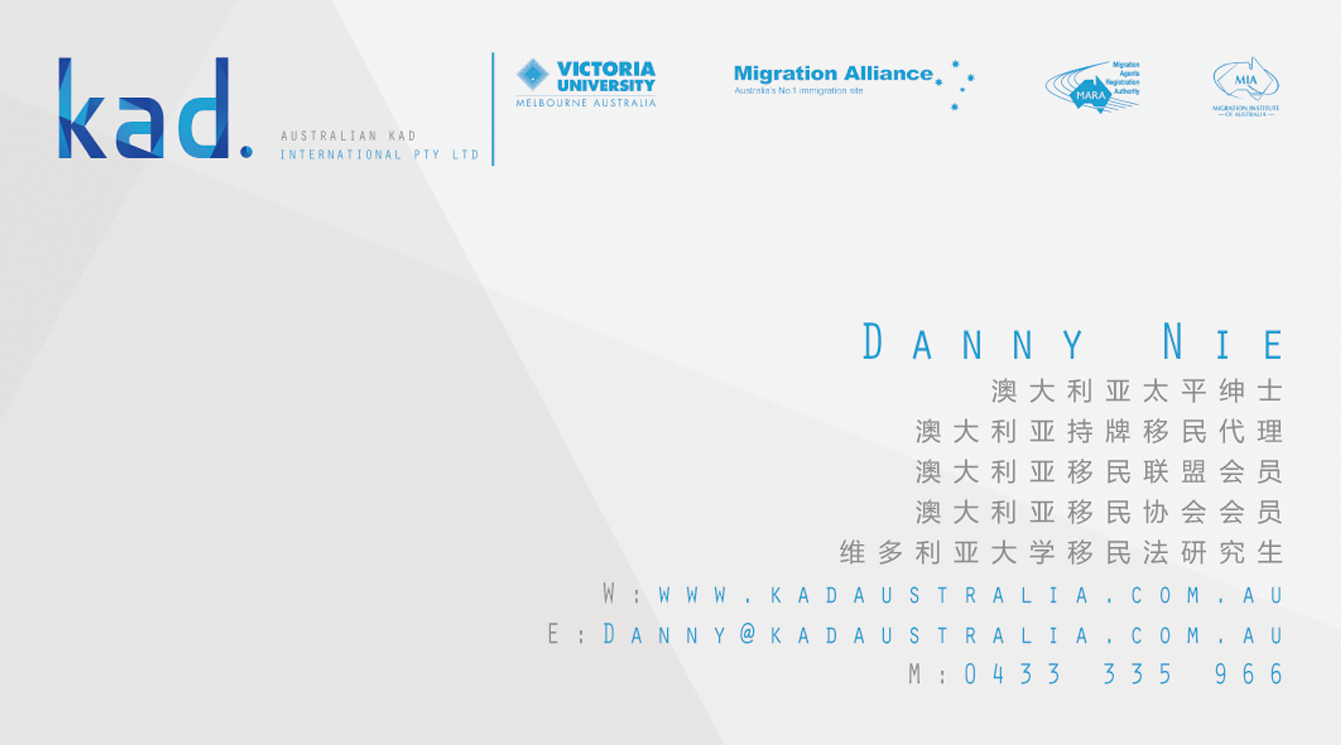 kad.
AUSTRALIAN KAD
INTERNATIONAL PTY LTD
VICTORIA
UNIVERSITY
MELBOURNE AUSTRALIA
Migration Alliance
Australia's No.1 immigration site
Migration
Agents
Registration
Authority
MARA
MIA
MIGRATION INSTITUTE
— OF AUSTRALIA —
DANNY NIE
澳大利亚太平绅士
澳大利亚持牌移民代理
澳大利亚移民联盟会员
澳大利亚移民协会会员
维多利亚大学移民法研究生
W:WWW.KADAUSTRALIA.COM.AU
E:DANNY@KADAUSTRALIA.COM.AU
M:0433 335 966